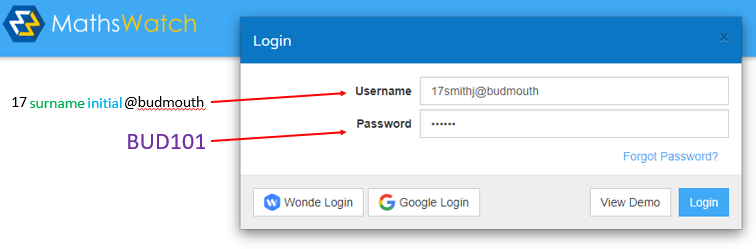 MathsWatch
Login ×
17 surname initial @budmouth
Username 17smithj@budmouth
BUD101
Password ••••••
Forgot Password?
Wonde Login Google Login View Demo Login